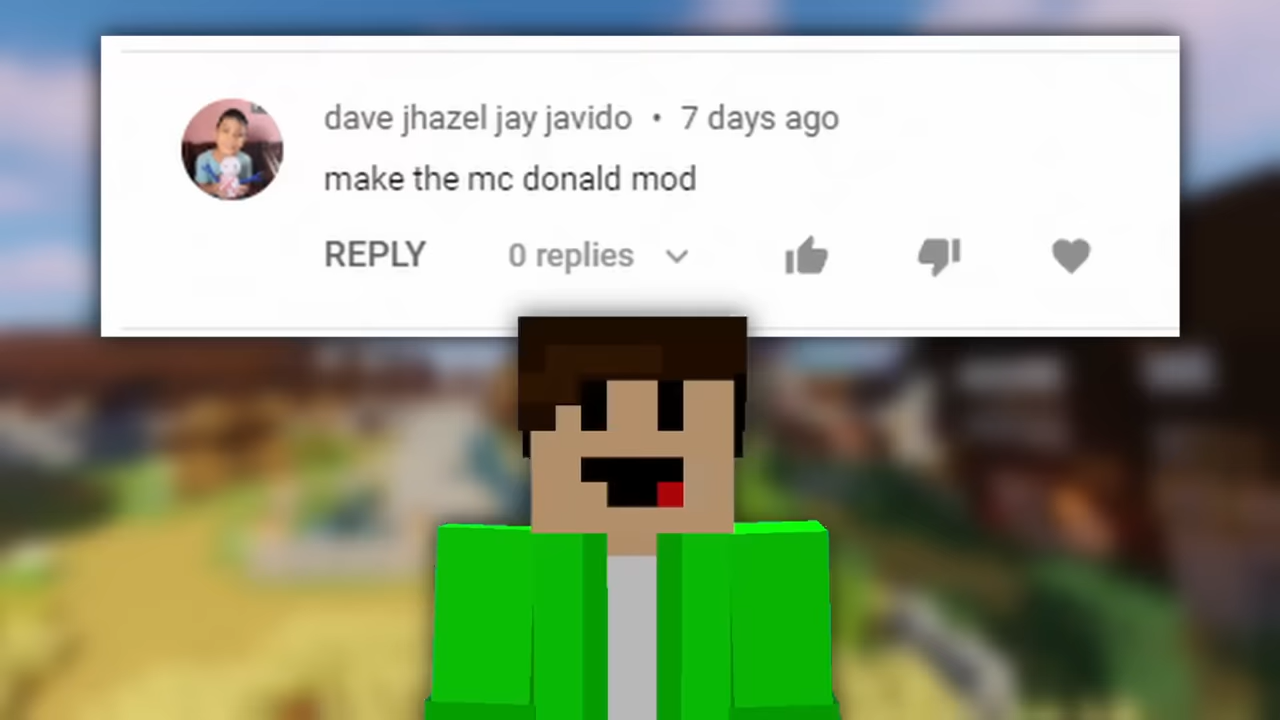 dave jhazel jay javido • 7 days ago
make the mc donald mod
REPLY 0 replies